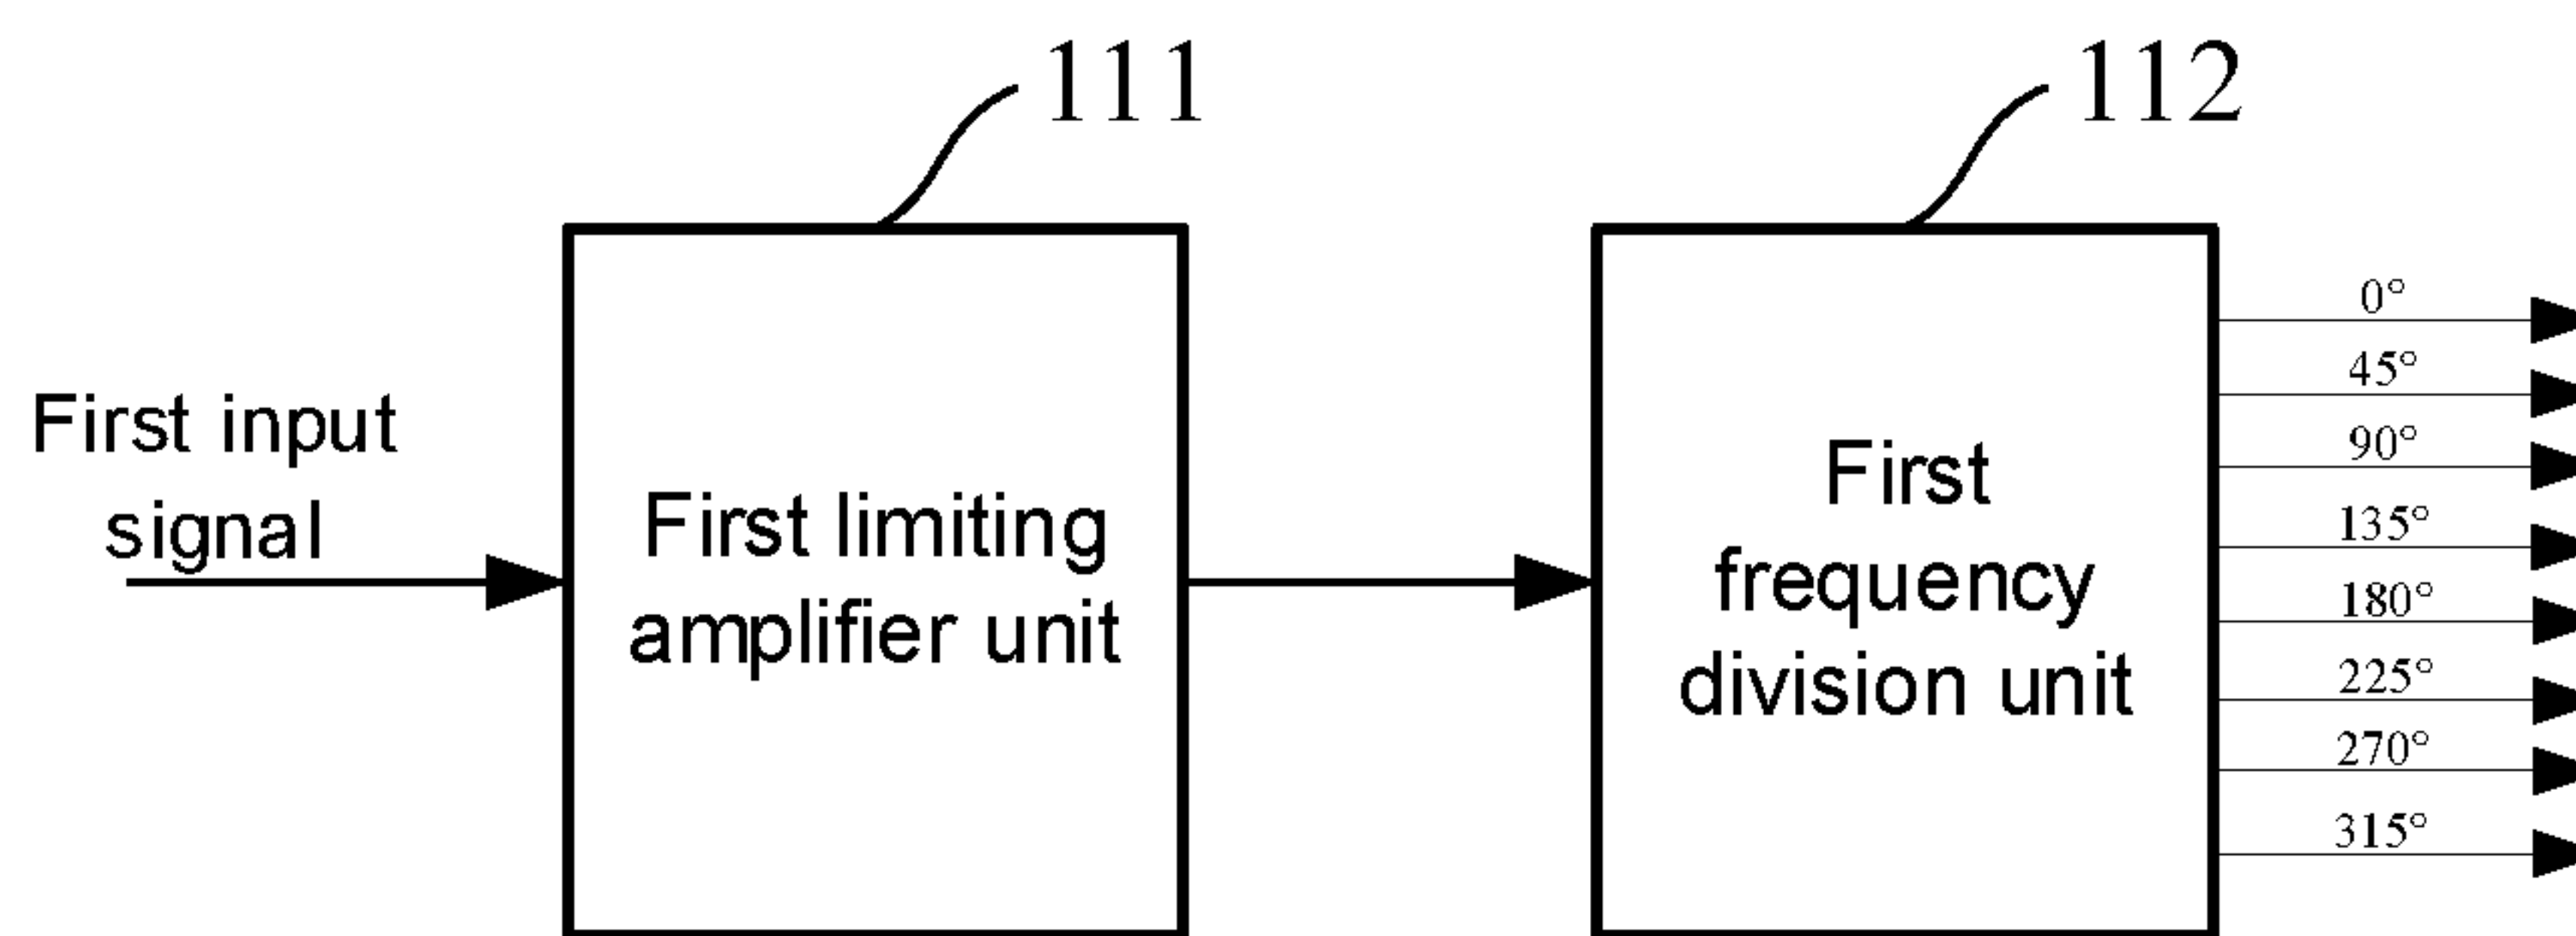 111
112
First input
signal
First limiting
amplifier unit
First
frequency
division unit
0°
45°
90°
135°
180°
225°
270°
315°